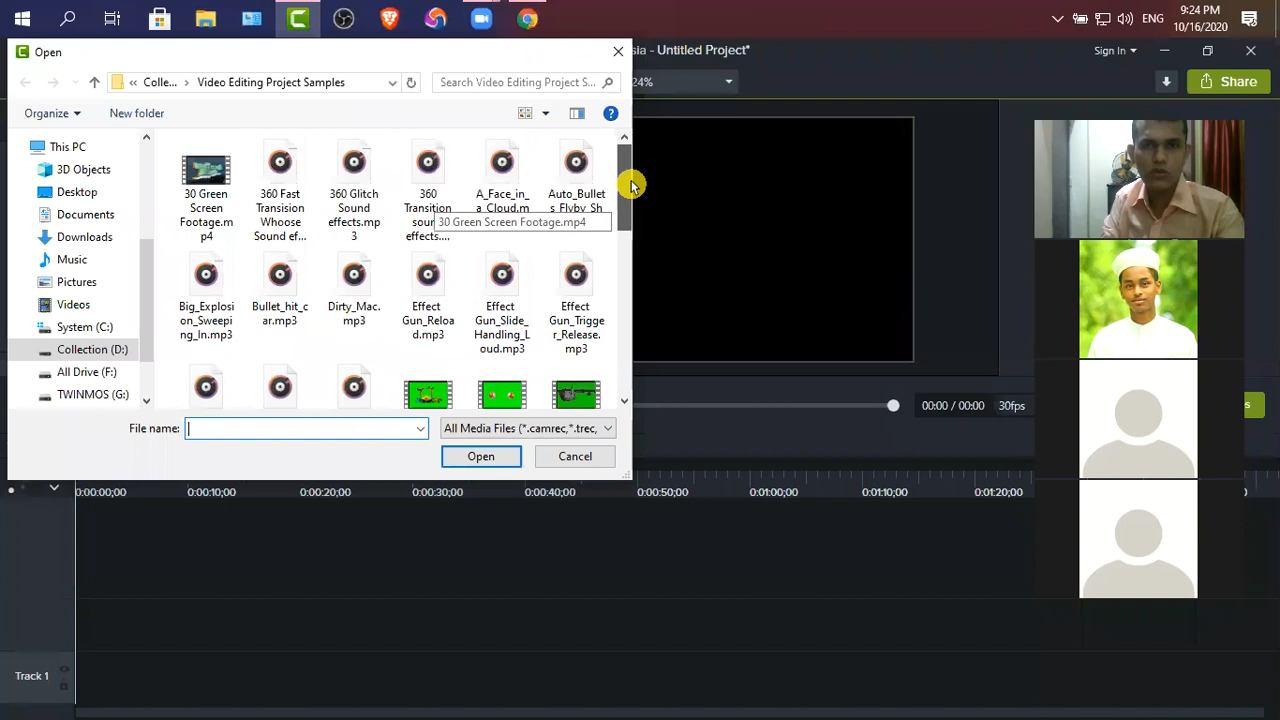 9:24 PM
ENG
10/16/2020
Open
sia - Untitled Project*
Sign In
« Colle... > Video Editing Project Samples
Search Video Editing Project S...
24%
Share
Organize
New folder
This PC
3D Objects
Desktop
Documents
Downloads
Music
Pictures
Videos
System (C:)
Collection (D:)
All Drive (F:)
TWINMOS (G:)
30 Green
Screen
Footage.m
p4
360 Fast
Transition
Whose
Sound ef...
360 Glitch
Sound
effects.mp
3
360
Transition
soun
effects....
A_Face_in_
a_Cloud.m
Auto_Bullet
s_Flyby_Sh
30 Green Screen Footage.mp4
Big_Explosi
on_Sweepi
ng_In.mp3
Bullet_hit_c
ar.mp3
Dirty_Mac.
mp3
Effect
Gun_Reloa
d.mp3
Effect
Gun_Slide_
Handling_L
oud.mp3
Effect
Gun_Trigge
r_Release.
mp3
File name:
All Media Files (*.camrec,*.trec,
Open
Cancel
00:00 / 00:00
30fps
s
0:00:00;00
0:00:10;00
0:00:20;00
0:00:30;00
0:00:40;00
0:00:50;00
0:01:00;00
0:01:10;00
0:01:20;00
Track 1